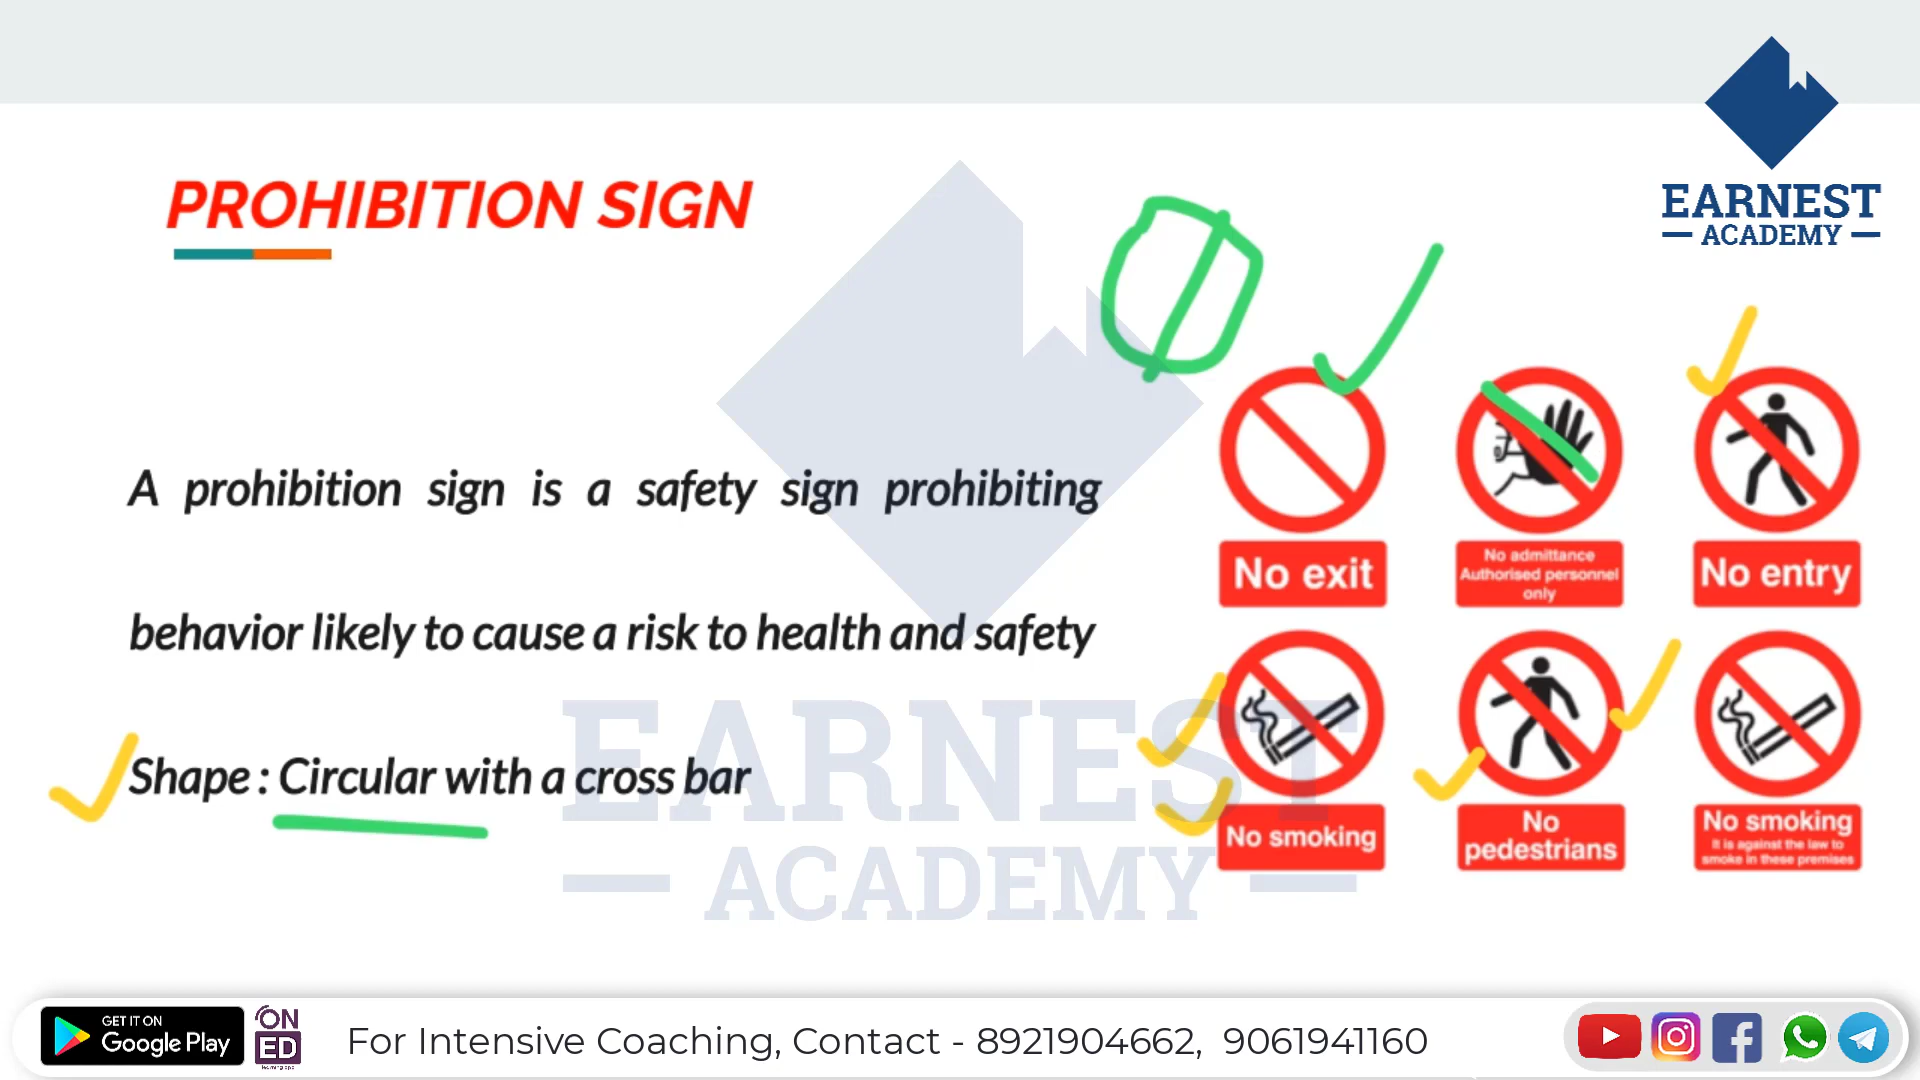 EARNEST
ACADEMY
PROHIBITION SIGN
A prohibition sign is a safety sign prohibiting
behavior likely to cause a risk to health and safety
Shape : Circular with a cross bar
No exit
No admittance
Authorised personnel
only
No entry
No smoking
No
pedestrians
No smoking
It is against the law to
smoke in these premises
EARNEST
ACADEMY
GET IT ON
Google Play
ON
ED
learning app
For Intensive Coaching, Contact - 8921904662, 9061941160